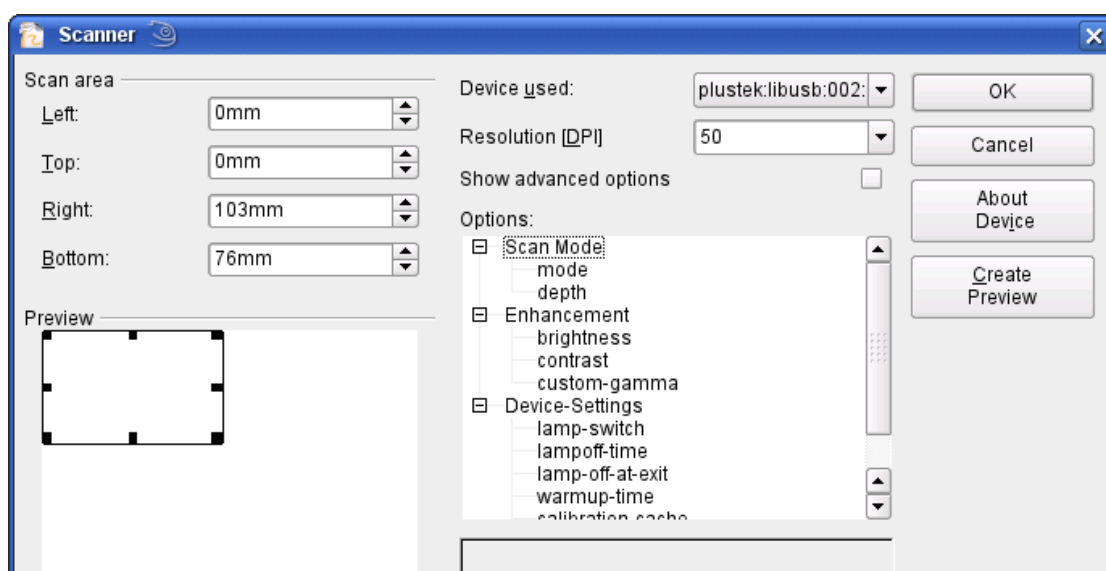 Scanner
Scan area
Left:
0mm
Top:
0mm
Right:
103mm
Bottom:
76mm
Preview
Device used:
plustek:libusb:002:
Resolution [DPI]
50
Show advanced options
Options:
Scan Mode
mode
depth
Enhancement
brightness
contrast
custom-gamma
Device-Settings
lamp-switch
lampoff-time
lamp-off-at-exit
warmup-time
calibration-cache
OK
Cancel
About
Device
Create
Preview